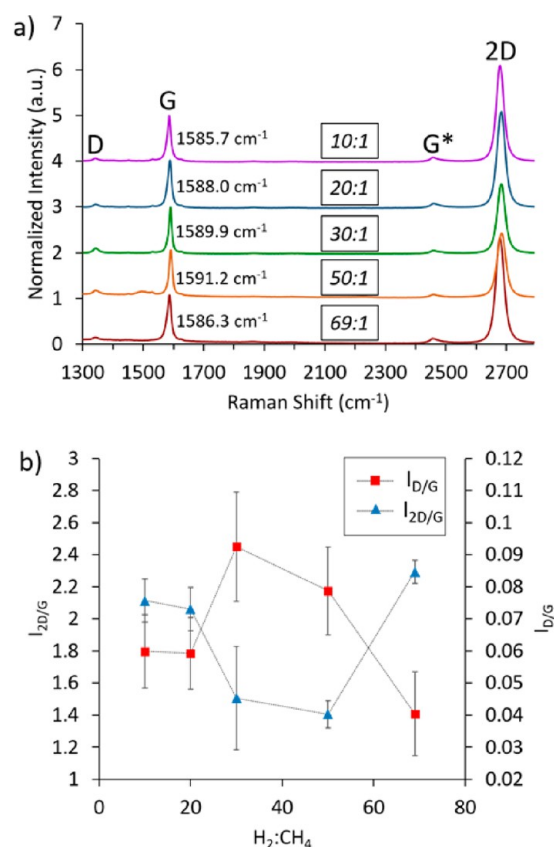 a)
Normalized Intensity (a.u.)
7
6
5
4
3
2
1
0
D
G
G*
2D
1585.7 cm⁻¹ 10:1
1588.0 cm⁻¹ 20:1
1589.9 cm⁻¹ 30:1
1591.2 cm⁻¹ 50:1
1586.3 cm⁻¹ 69:1
1300 1500 1700 1900 2100 2300 2500 2700
Raman Shift (cm⁻¹)
b)
I2D/G
3
2.8
2.6
2.4
2.2
2
1.8
1.6
1.4
1.2
1
ID/G
I2D/G
0.12
0.11
0.1
0.09
0.08
0.07
0.06
0.05
0.04
0.03
0.02
ID/G
0 20 40 60 80
H₂:CH₄